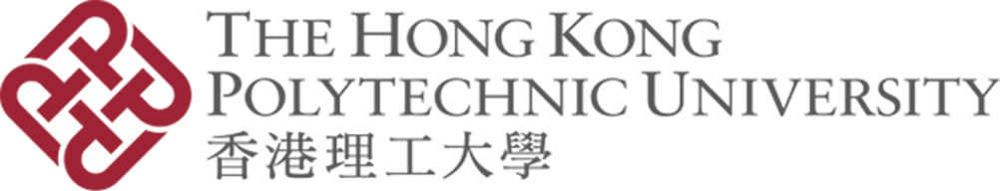 THE HONG KONG
POLYTECHNIC UNIVERSITY
香港理工大學